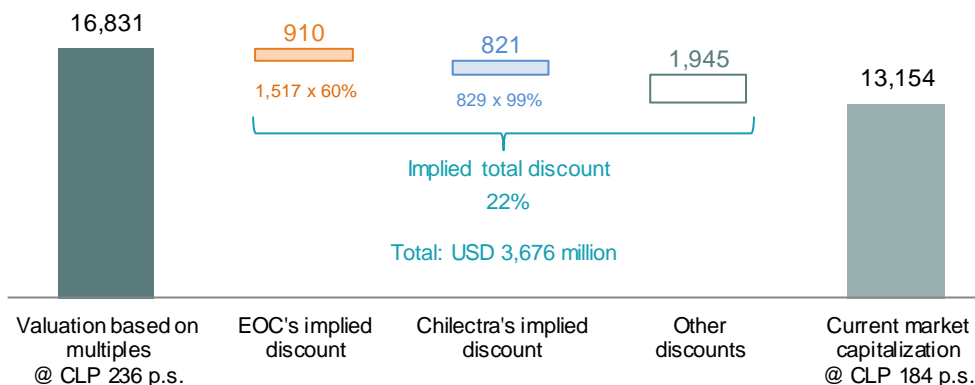 16,831
910
821
1,945
13,154
1,517 x 60%
829 x 99%
Implied total discount
22%
Total: USD 3,676 million
Valuation based on
multiples
@ CLP 236 p.s.
EOC's implied
discount
Chilectra's implied
discount
Other
discounts
Current market
capitalization
@ CLP 184 p.s.